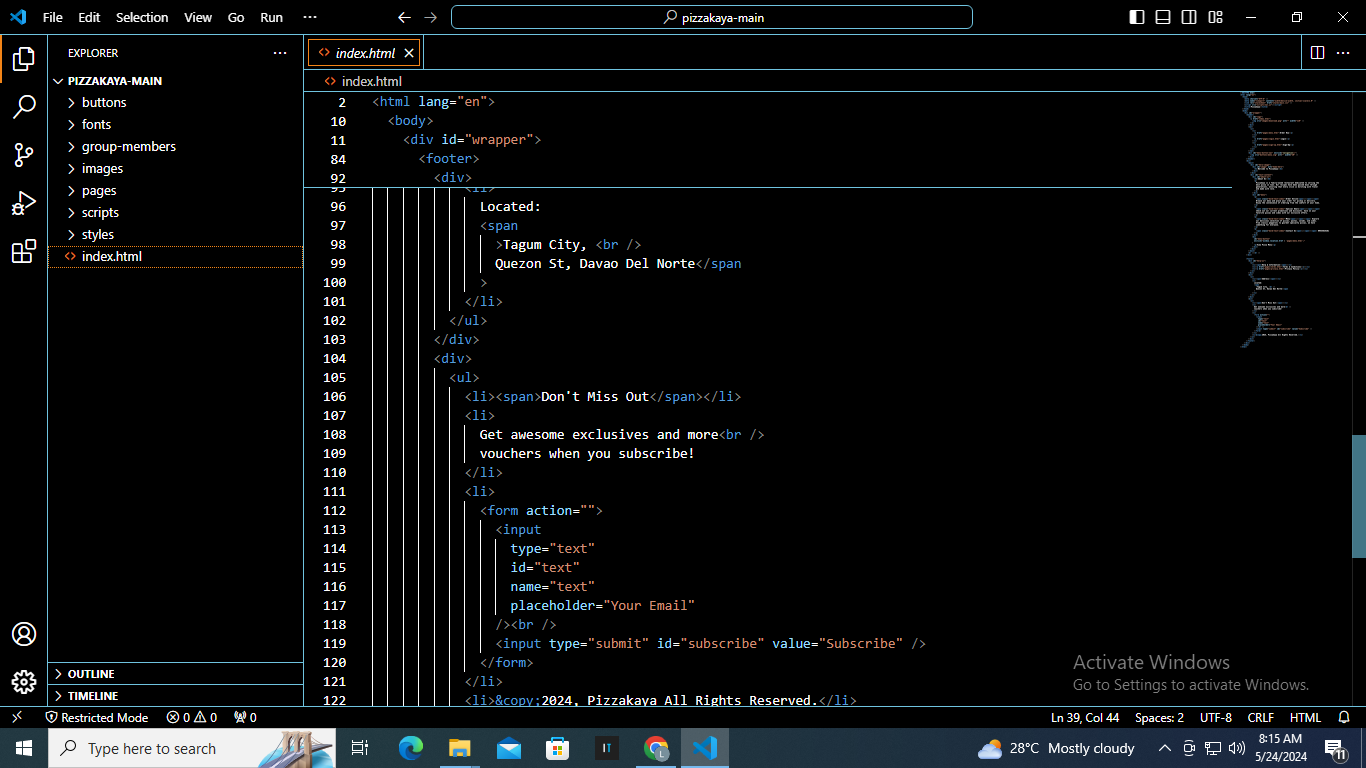 File Edit Selection View Go Run ··· pizzakaya-main
EXPLORER ···
PIZZAKAYA-MAIN
buttons
fonts
group-members
images
pages
scripts
styles
index.html
OUTLINE
TIMELINE
index.html
index.html
2 <html lang="en">
10 <body>
11 <div id="wrapper">
84 <footer>
92 <div>
95 <li>
96 Located:
97 <span
98 >Tagum City, <br />
99 Quezon St, Davao Del Norte</span
100 >
101 </li>
102 </ul>
103 </div>
104 <div>
105 <ul>
106 <li><span>Don't Miss Out</span></li>
107 <li>
108 Get awesome exclusives and more<br />
109 vouchers when you subscribe!
110 </li>
111 <li>
112 <form action="">
113 <input
114 type="text"
115 id="text"
116 name="text"
117 placeholder="Your Email"
118 /><br />
119 <input type="submit" id="subscribe" value="Subscribe" />
120 </form>
121 </li>
122 <li>&copy;2024, Pizzakaya All Rights Reserved.</li>
Activate Windows
Go to Settings to activate Windows.
Restricted Mode 0 0 0 Ln 39, Col 44 Spaces: 2 UTF-8 CRLF HTML
Type here to search IT L 28°C Mostly cloudy 8:15 AM
5/24/2024 11